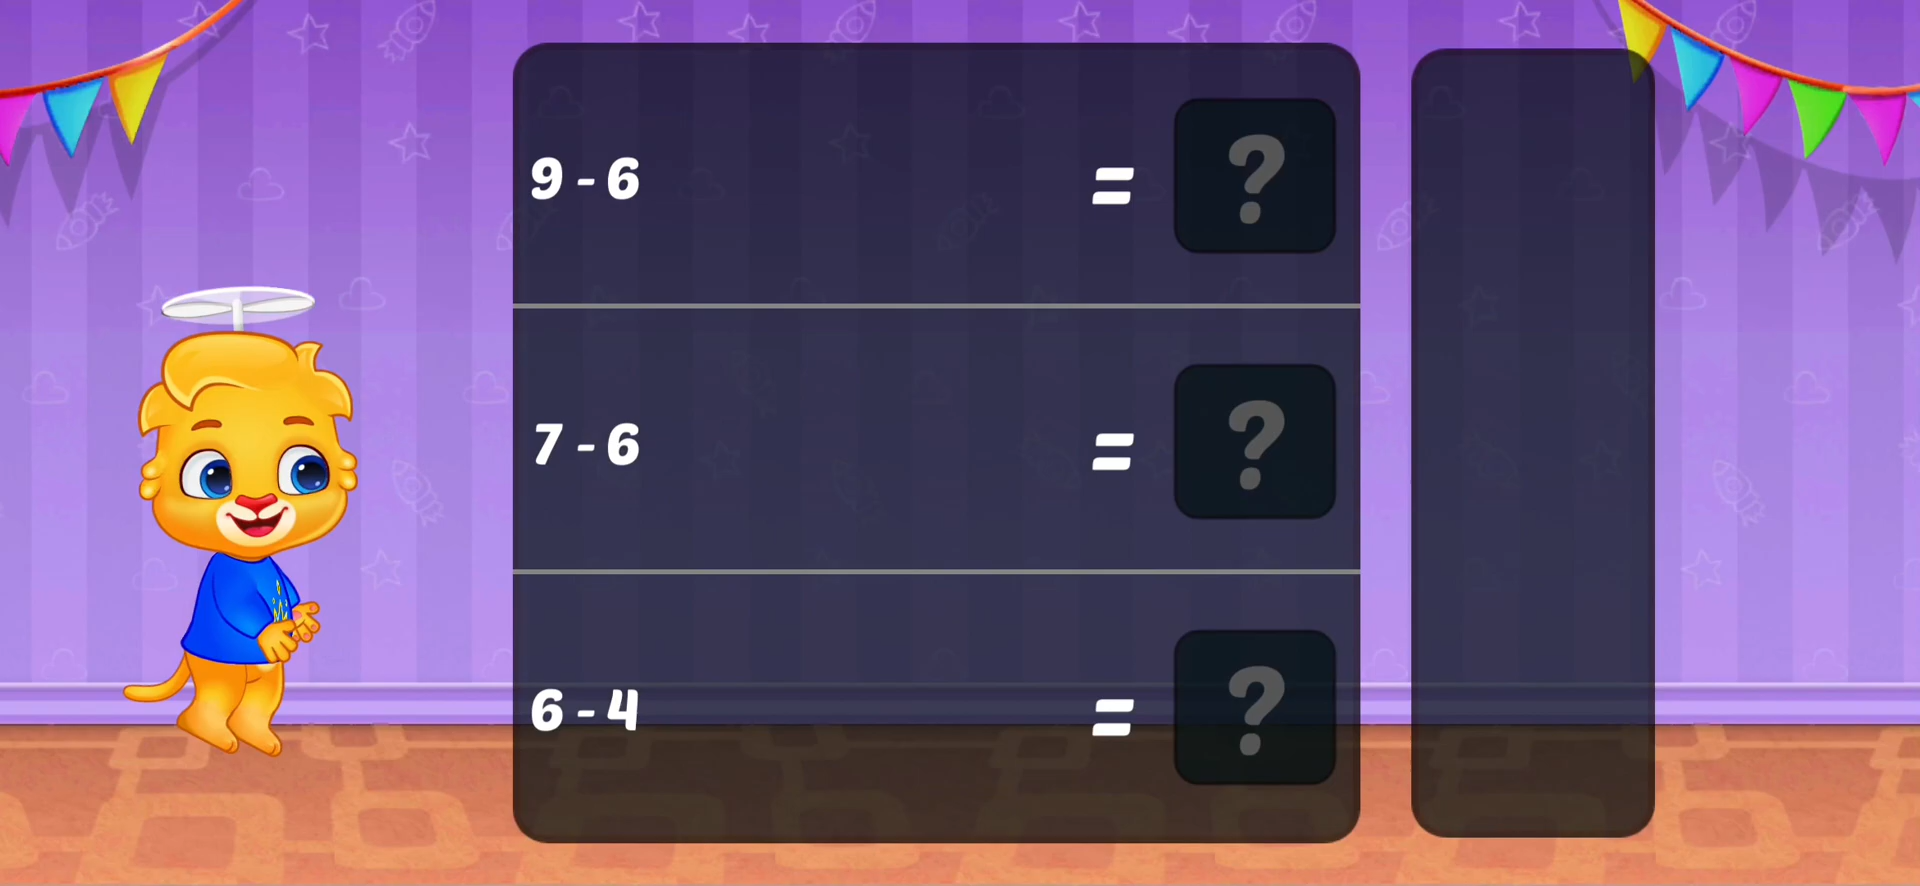 9 - 6 = ?
7 - 6 = ?
6 - 4 = ?